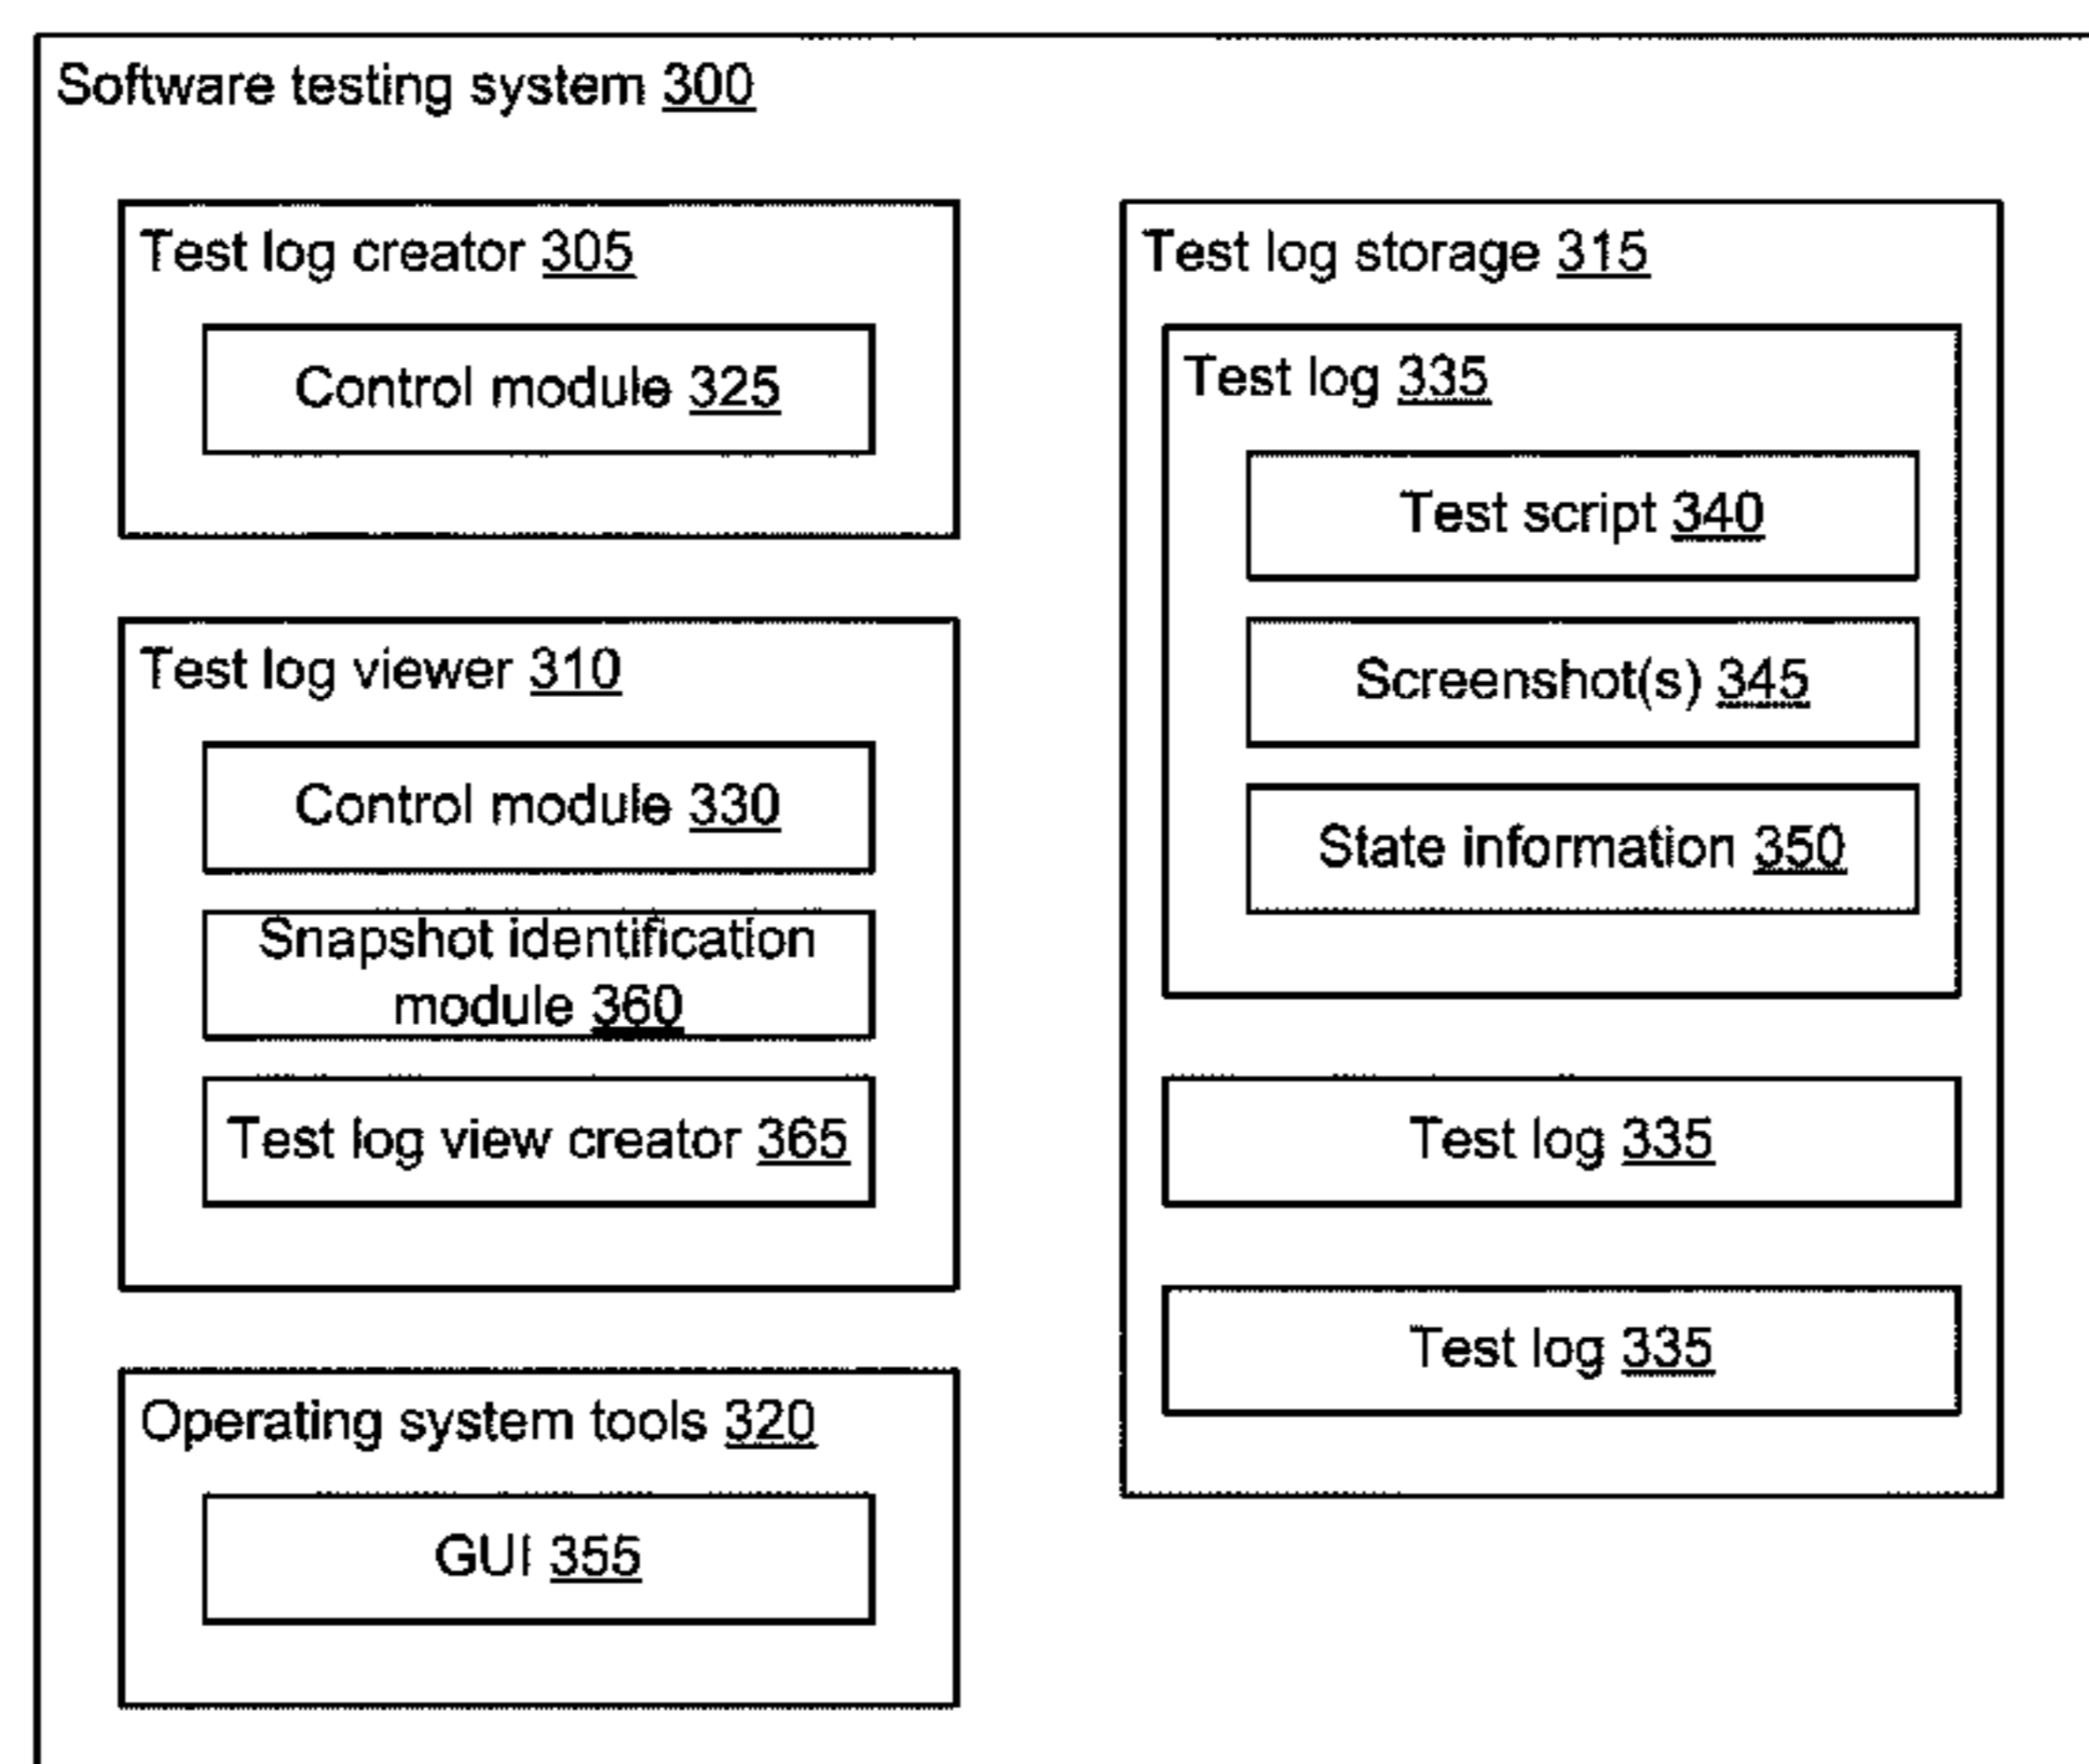 Software testing system 300
Test log creator 305
Control module 325
Test log viewer 310
Control module 330
Snapshot identification
module 360
Test log view creator 365
Operating system tools 320
GUI 355
Test log storage 315
Test log 335
Test script 340
Screenshot(s) 345
State information 350
Test log 335
Test log 335